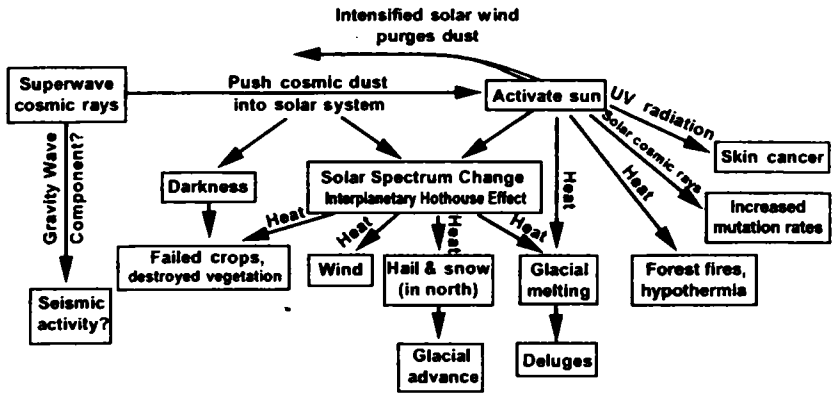 Intensified solar wind
purges dust
Superwave
cosmic rays
Push cosmic dust
into solar system
Activate sun
UV radiation
Solar cosmic rays
Heat
Skin cancer
Gravity Wave
Component?
Darkness
Solar Spectrum Change
Interplanetary Hothouse Effect
Heat
Increased
mutation rates
Heat
Heat
Heat
Heat
Failed crops,
destroyed vegetation
Wind
Hail & snow
(in north)
Glacial
melting
Forest fires,
hypothermia
Seismic
activity?
Glacial
advance
Deluges